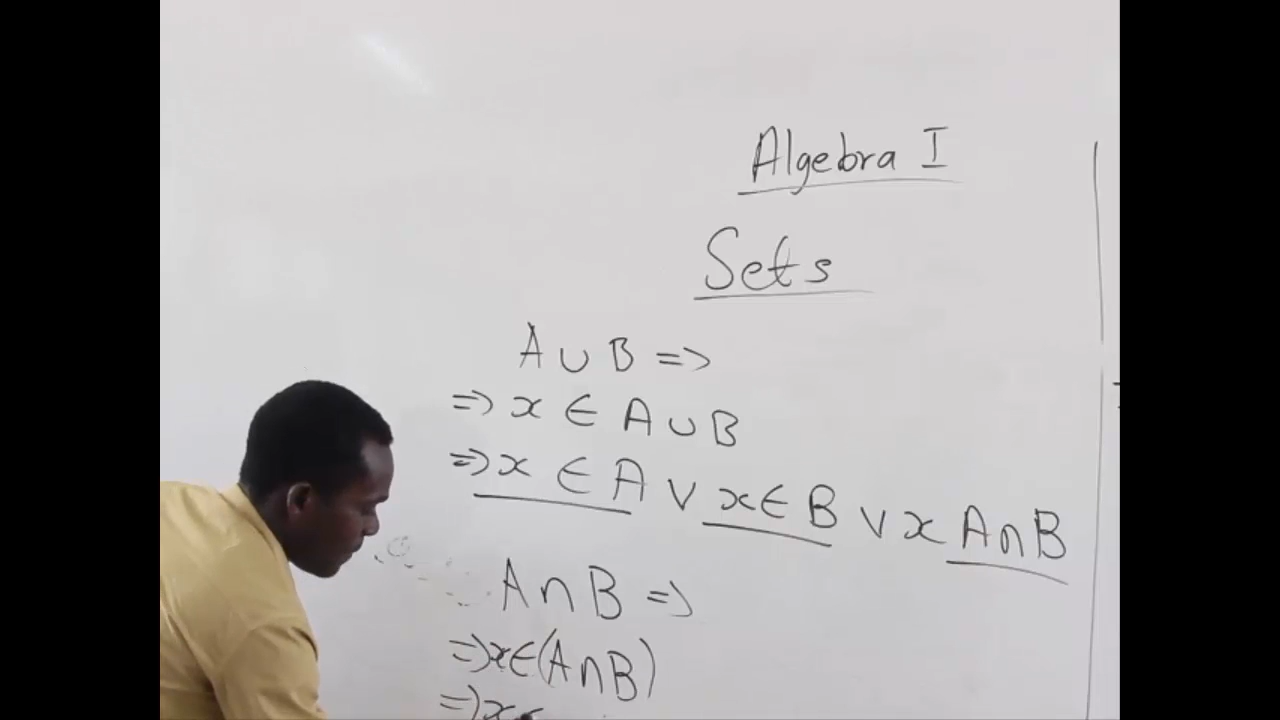 Algebra I
Sets
A ∪ B =>
=> x ∈ A ∪ B
=> x ∈ A ∨ x ∈ B ∨ x A ∩ B
A ∩ B =>
=> x ∈ (A ∩ B)
=> x ∈